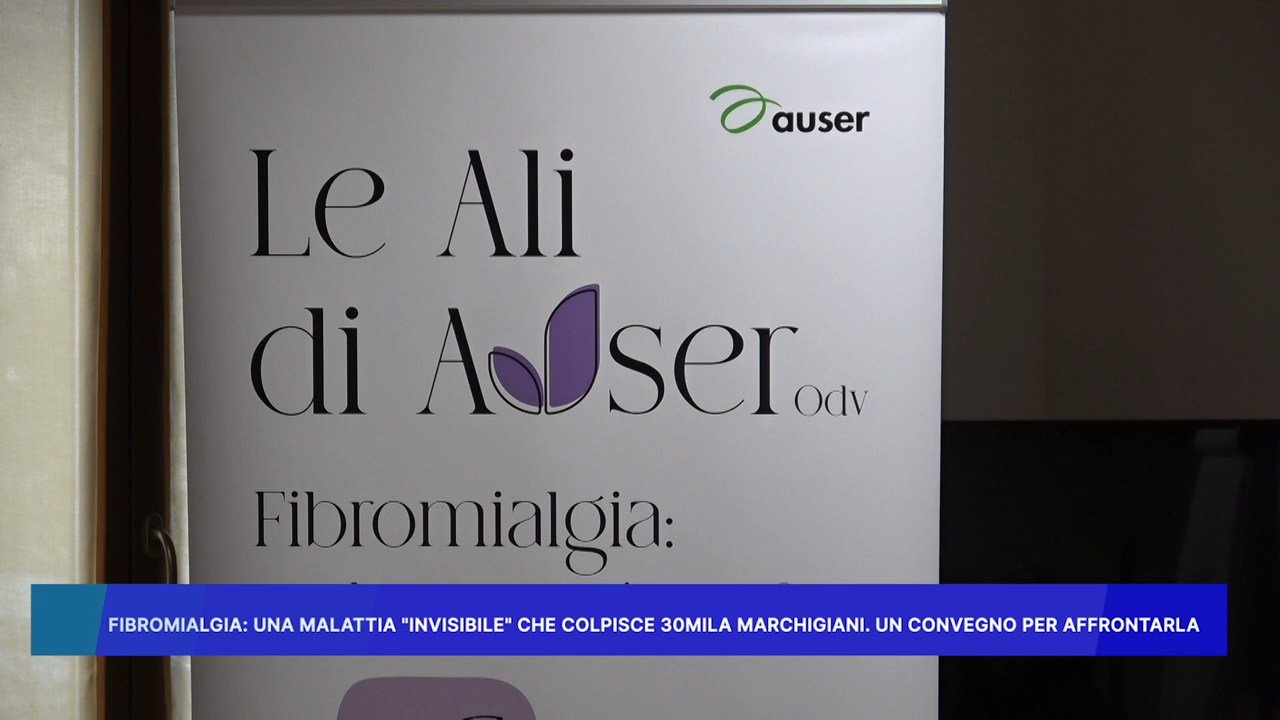 auser
Le Ali
di Auser Odv
Fibromialgia:
FIBROMIALGIA: UNA MALATTIA "INVISIBILE" CHE COLPISCE 30MILA MARCHIGIANI. UN CONVEGNO PER AFFRONTARLA